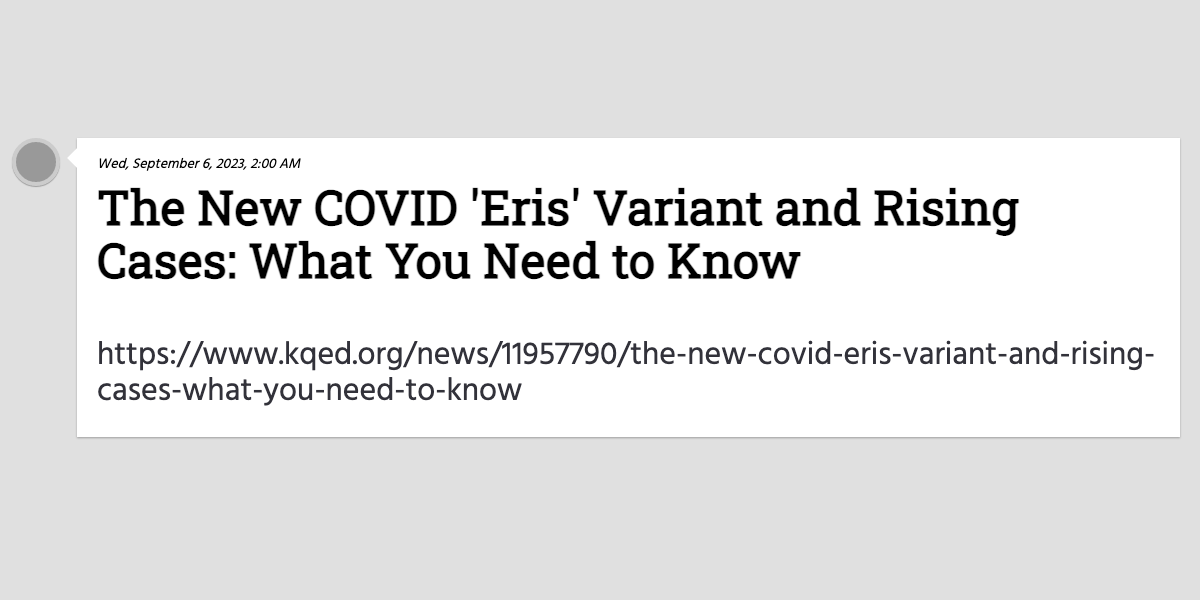 Wed, September 6, 2023, 2:00 AM
The New COVID 'Eris' Variant and Rising
Cases: What You Need to Know
https://www.kqed.org/news/11957790/the-new-covid-eris-variant-and-rising-
cases-what-you-need-to-know